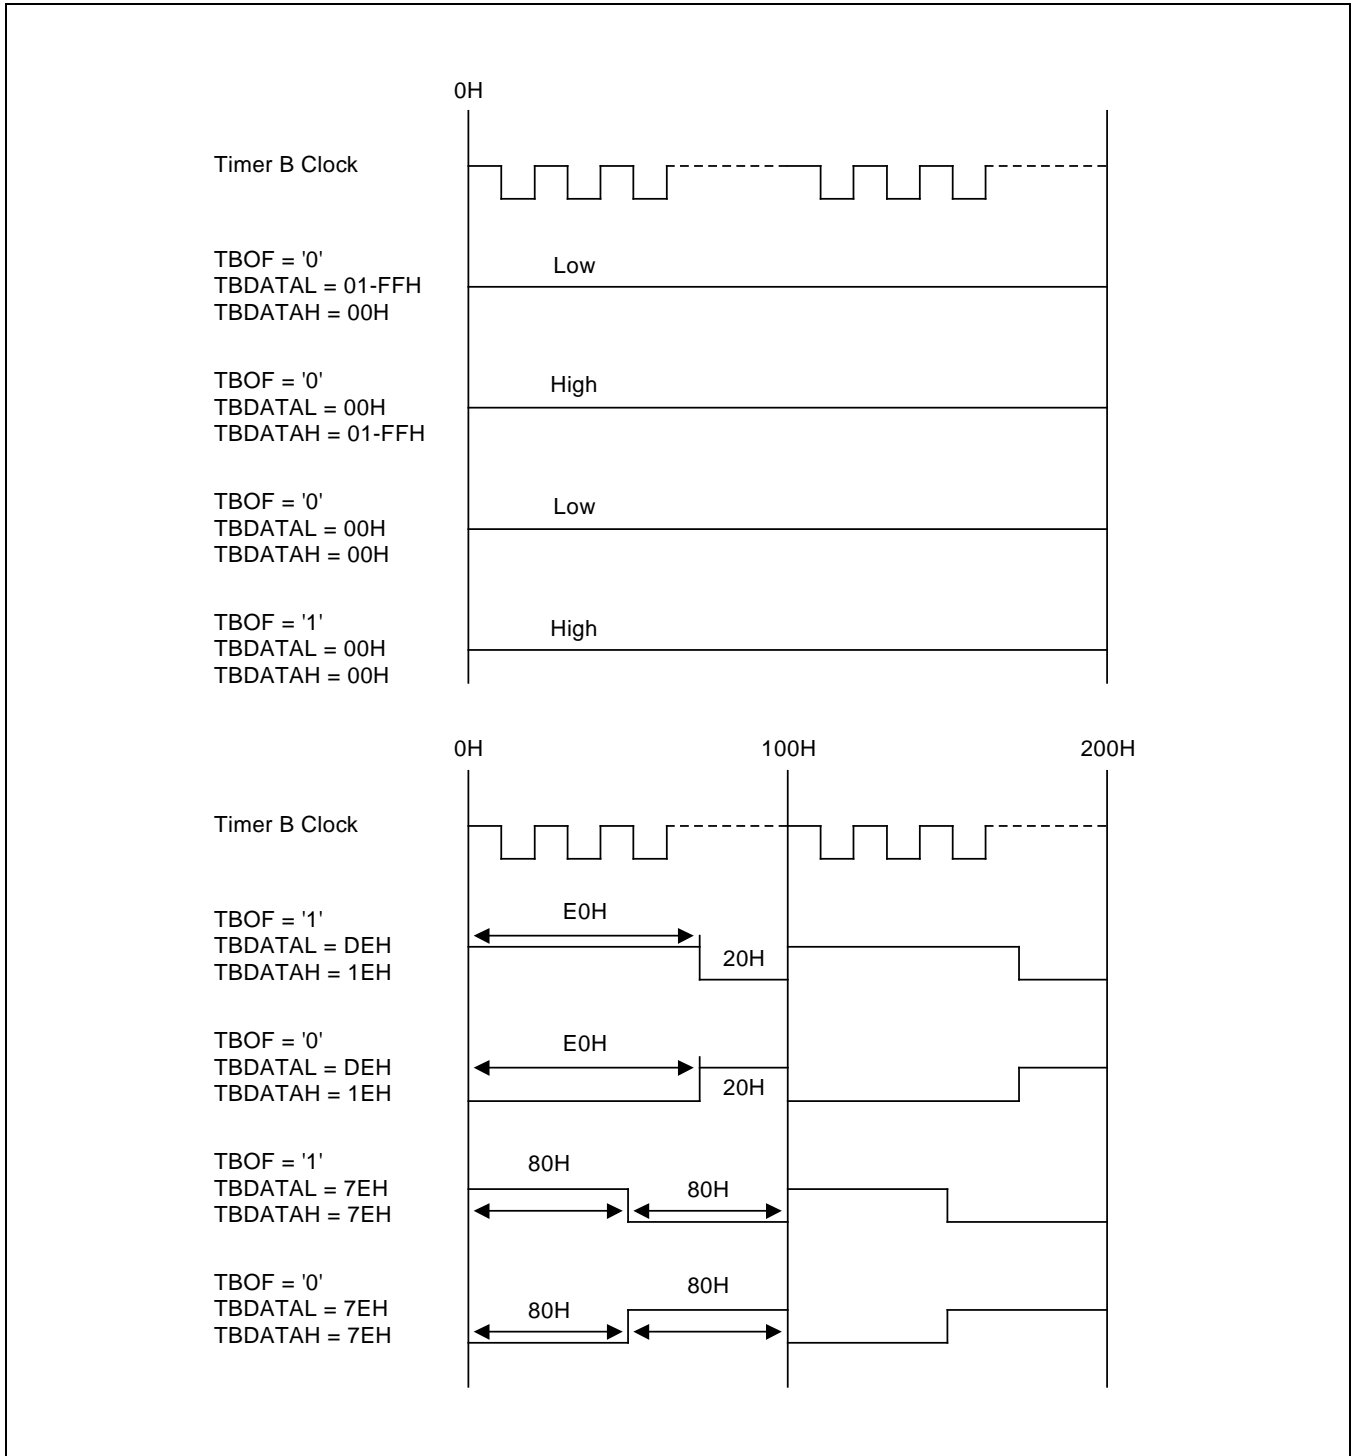 0H
Timer B Clock
TBOF = '0'
TBDATAL = 01-FFH
TBDATAH = 00H
Low
TBOF = '0'
TBDATAL = 00H
TBDATAH = 01-FFH
High
TBOF = '0'
TBDATAL = 00H
TBDATAH = 00H
Low
TBOF = '1'
TBDATAL = 00H
TBDATAH = 00H
High
0H 100H 200H
Timer B Clock
TBOF = '1'
TBDATAL = DEH
TBDATAH = 1EH
E0H
20H
TBOF = '0'
TBDATAL = DEH
TBDATAH = 1EH
E0H
20H
TBOF = '1'
TBDATAL = 7EH
TBDATAH = 7EH
80H
80H
TBOF = '0'
TBDATAL = 7EH
TBDATAH = 7EH
80H
80H